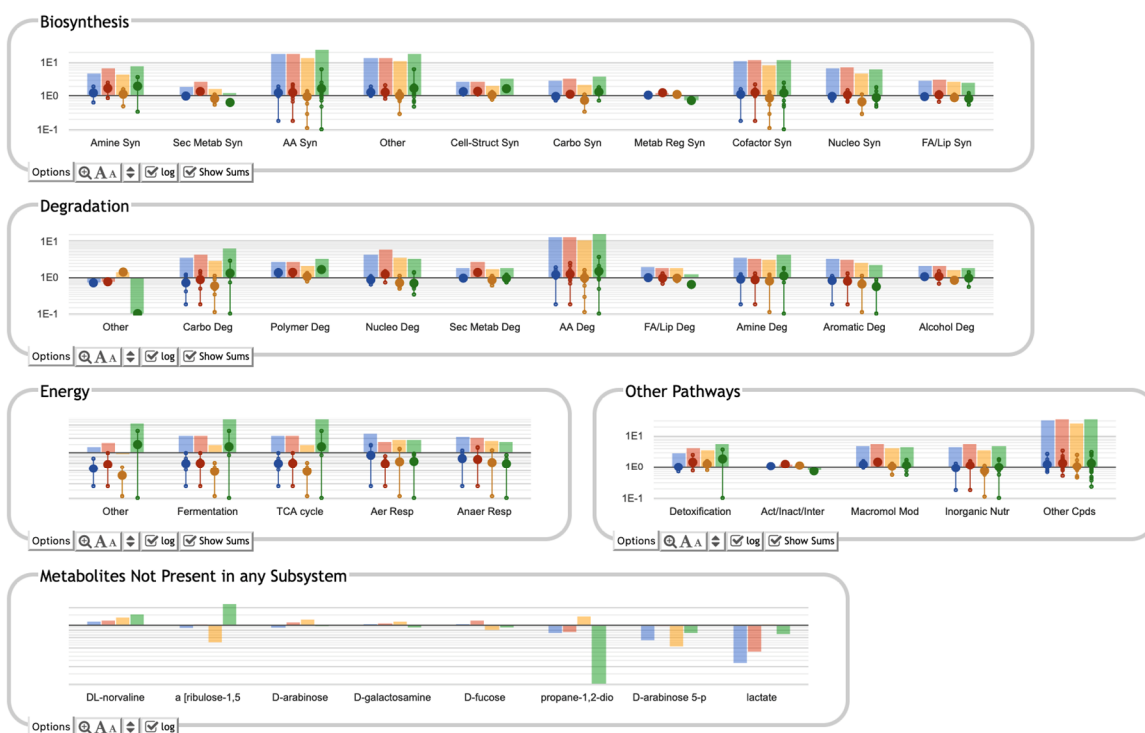 Biosynthesis
1E1
1E0
1E-1
Amine Syn Sec Metab Syn AA Syn Other Cell-Struct Syn Carbo Syn Metab Reg Syn Cofactor Syn Nucleo Syn FA/Lip Syn
Options A A log Show Sums
Degradation
1E1
1E0
1E-1
Other Carbo Deg Polymer Deg Nucleo Deg Sec Metab Deg AA Deg FA/Lip Deg Amine Deg Aromatic Deg Alcohol Deg
Options A A log Show Sums
Energy
Other Fermentation TCA cycle Aer Resp Anaer Resp
Options A A log Show Sums
Other Pathways
1E1
1E0
1E-1
Detoxification Act/Inact/Inter Macromol Mod Inorganic Nutr Other Cpds
Options A A log Show Sums
Metabolites Not Present in any Subsystem
DL-norvaline a [ribulose-1,5 D-arabinose D-galactosamine D-fucose propane-1,2-dio D-arabinose 5-p lactate
Options A A log